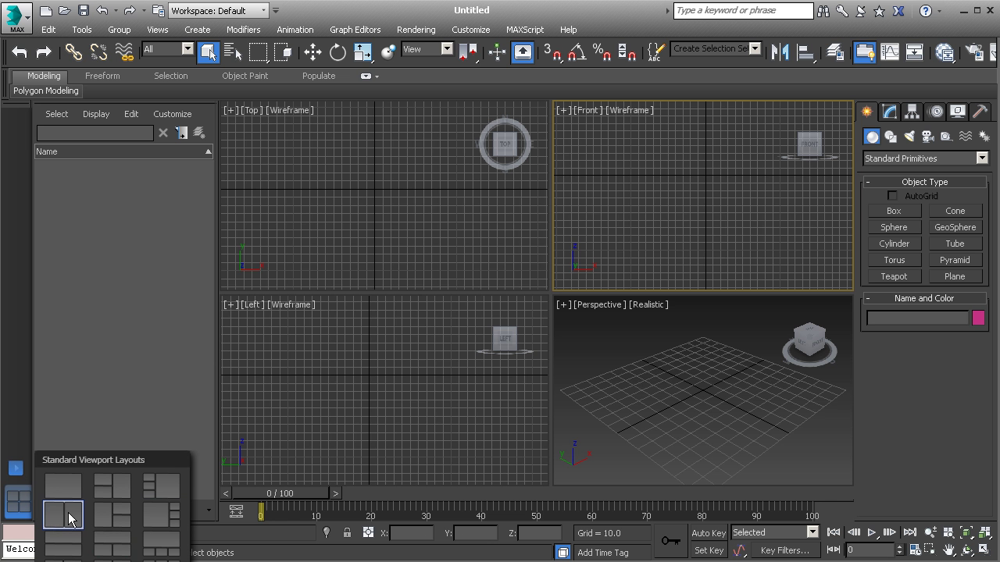 Workspace: Default
Untitled
Type a keyword or phrase
MAX
Edit Tools Group Views Create Modifiers Animation Graph Editors Rendering Customize MAXScript Help
All
View
3
%
ABC
Create Selection Set
Modeling Freeform Selection Object Paint Populate
Polygon Modeling
Display Edit Customize
Name
[+] [Top] [Wireframe]
TOP
y
z
x
[+] [Front] [Wireframe]
FRONT
z
y
x
[+] [Left] [Wireframe]
LEFT
z
y
x
[+] [Perspective] [Realistic]
z
y
x
Standard Primitives
- Object Type
AutoGrid
Box Cone
Sphere GeoSphere
Cylinder Tube
Torus Pyramid
Teapot Plane
- Name and Color
Standard Viewport Layouts
< 0 / 100 >
0 10 20 30 40 50 60 70 80 90 100
X: Y: Z: Grid = 10.0
Auto Key Selected
Welco
ect objects
Add Time Tag
Set Key Key Filters...
0